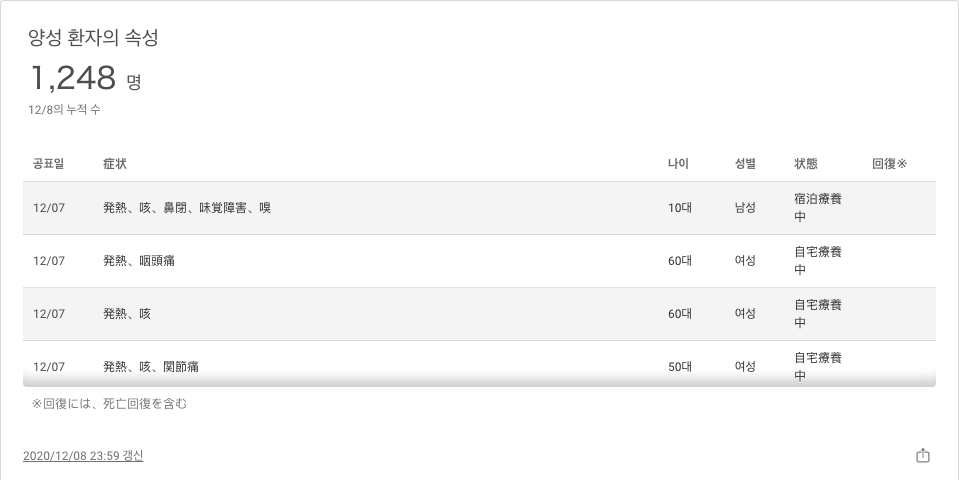 양성 환자의 속성
1,248 명
12/8의 누적 수
공표일 症状 나이 성별 状態 回復※
12/07 発熱、咳、鼻閉、味覚障害、嗅 10대 남성 宿泊療養
中
12/07 発熱、咽頭痛 60대 여성 自宅療養
中
12/07 発熱、咳 60대 여성 自宅療養
中
12/07 発熱、咳、関節痛 50대 여성 自宅療養
中
※回復には、死亡回復を含む
2020/12/08 23:59 갱신